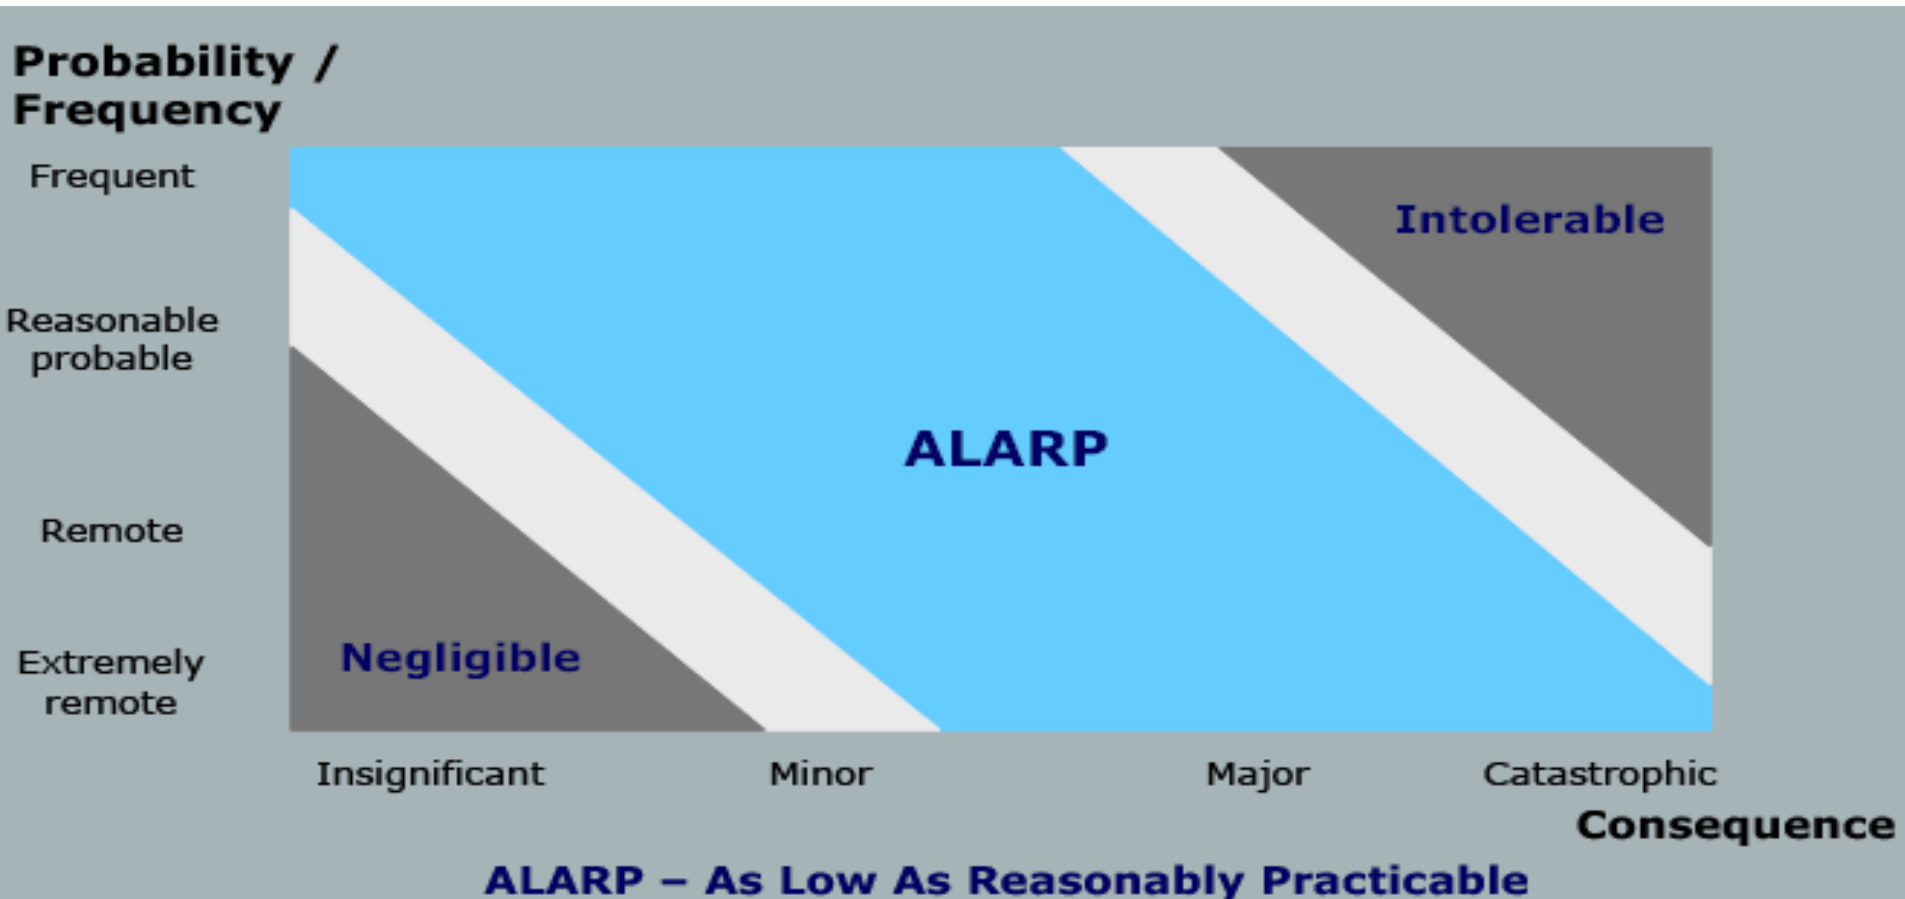 Probability /
Frequency
Frequent
Intolerable
Reasonable
probable
ALARP
Remote
Negligible
Extremely
remote
Insignificant Minor Major Catastrophic
Consequence
ALARP – As Low As Reasonably Practicable